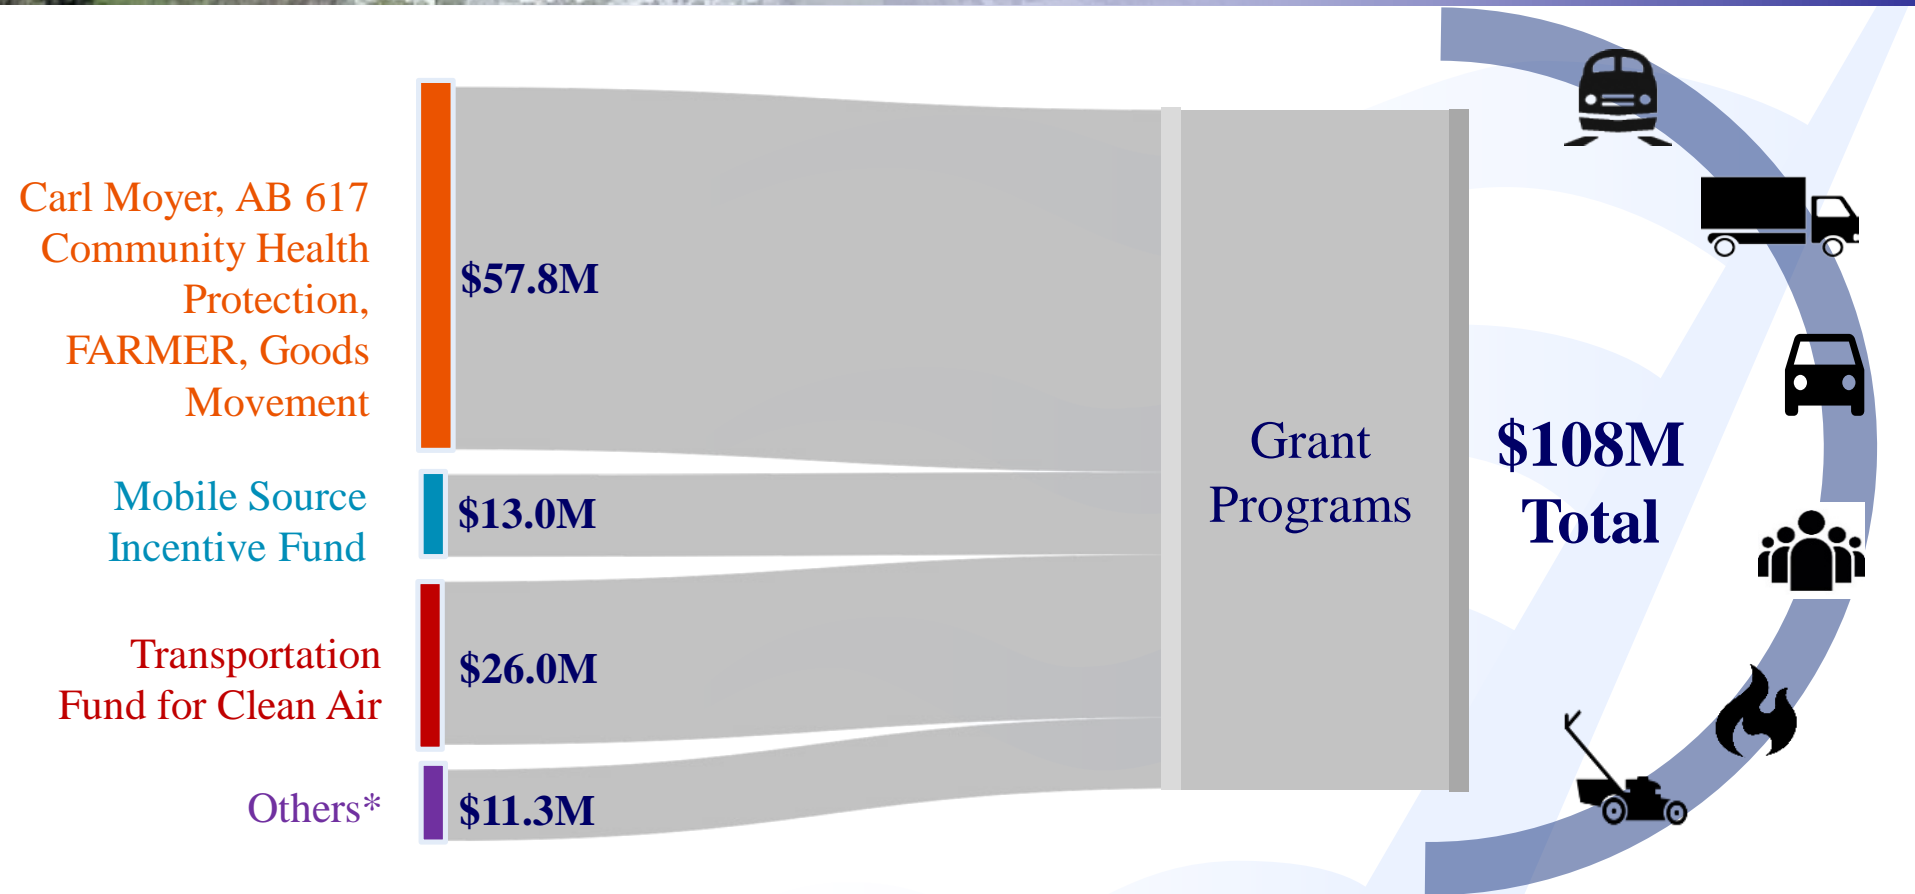 Carl Moyer, AB 617
Community Health
Protection,
FARMER, Goods
Movement
$57.8M
Mobile Source
Incentive Fund
$13.0M
Transportation
Fund for Clean Air
$26.0M
Others*
$11.3M
Grant
Programs
$108M
Total